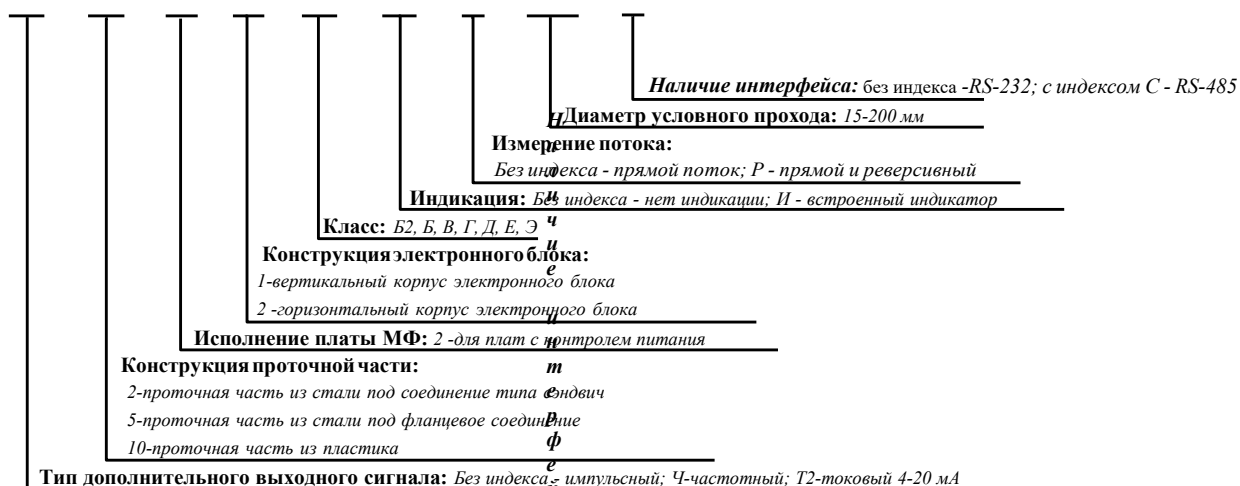 Наличие интерфейса: без индекса -RS-232; с индексом С - RS-485
Диаметр условного прохода: 15-200 мм
Измерение потока:
Без индекса - прямой поток; Р - прямой и реверсивный
Индикация: Без индекса - нет индикации; И - встроенный индикатор
Класс: Б2, Б, В, Г, Д, Е, Э
Конструкция электронного блока:
1-вертикальный корпус электронного блока
2 -горизонтальный корпус электронного блока
Исполнение платы МФ: 2 -для плат с контролем питания
Конструкция проточной части:
2-проточная часть из стали под соединение типа сэндвич
5-проточная часть из стали под фланцевое соединение
10-проточная часть из пластика
Тип дополнительного выходного сигнала: Без индекса - импульсный; Ч-частотный; Т2-токовый 4-20 мА
Наличие интерфей